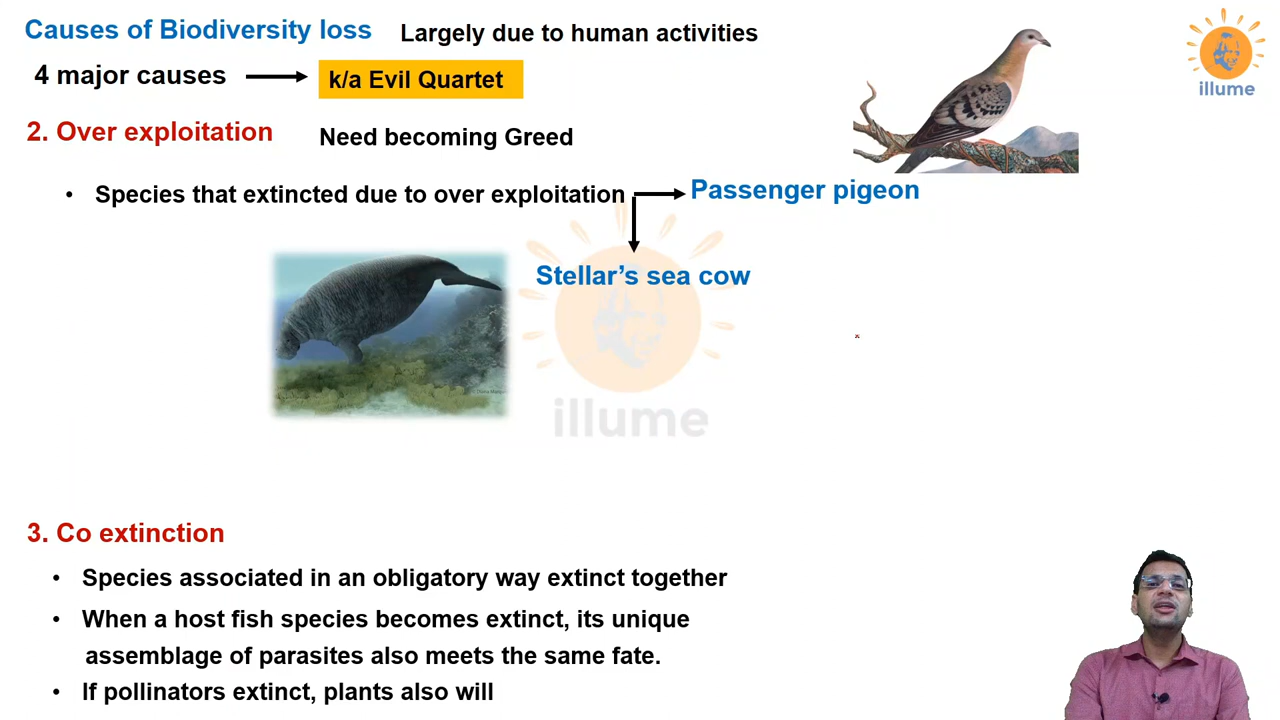 Causes of Biodiversity loss
Largely due to human activities
4 major causes
k/a Evil Quartet
illume
2. Over exploitation
Need becoming Greed
• Species that extincted due to over exploitation
Passenger pigeon
Stellar’s sea cow
illume
3. Co extinction
• Species associated in an obligatory way extinct together
• When a host fish species becomes extinct, its unique
assemblage of parasites also meets the same fate.
• If pollinators extinct, plants also will